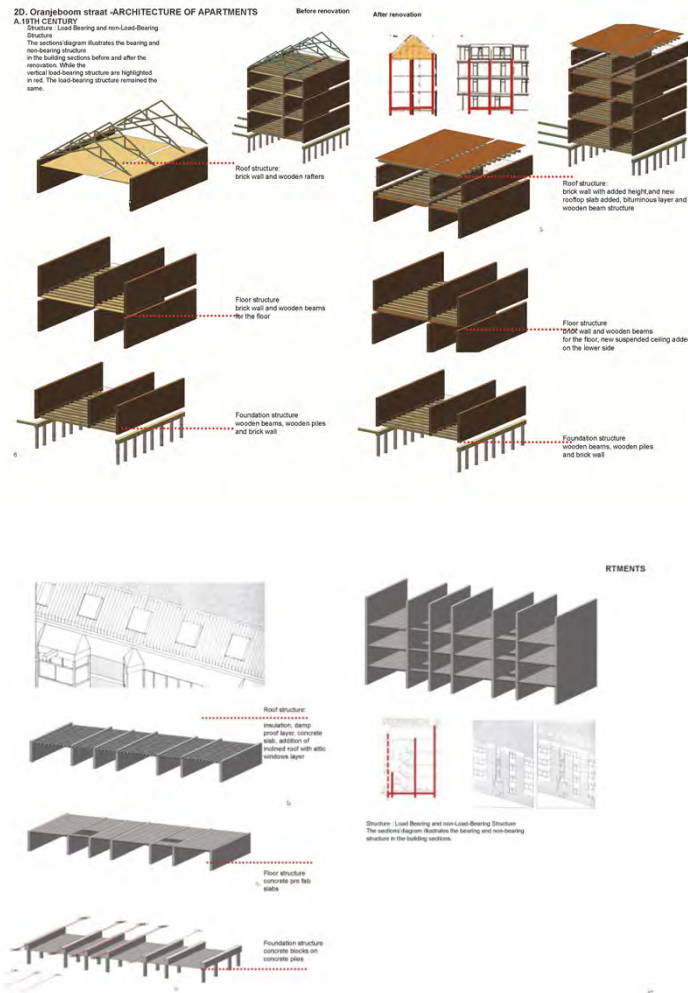 2D. Oranjeboom straat -ARCHITECTURE OF APARTMENTS
A.19TH CENTURY
Structure : Load Bearing and non-Load-Bearing
Structure
The sections'diagram illustrates the bearing and
non-bearing structure
in the building sections before and after the
renovation. While the
vertical load-bearing structure are highlighted
in red. The load-bearing structure remained the
same.
Before renovation
Roof structure:
brick wall and wooden rafters
Floor structure
brick wall and wooden beams
for the floor
Foundation structure
wooden beams, wooden piles
and brick wall
6
After renovation
Roof structure:
brick wall with added height,and new
rooftop slab added, bituminous layer and
wooden beam structure
Floor structure
brick wall and wooden beams
for the floor, new suspended ceiling added
on the lower side
Foundation structure
wooden beams, wooden piles
and brick wall
Roof structure:
insulation, damp
proof layer, concrete
slab, addition of
inclined roof with attic
windows layer
Floor structure
concrete pre fab
slabs
Foundation structure
concrete blocks on
concrete piles
RTMENTS
Structure : Load Bearing and non-Load-Bearing Structure
The sections'diagram illustrates the bearing and non-bearing
structure in the building sections.